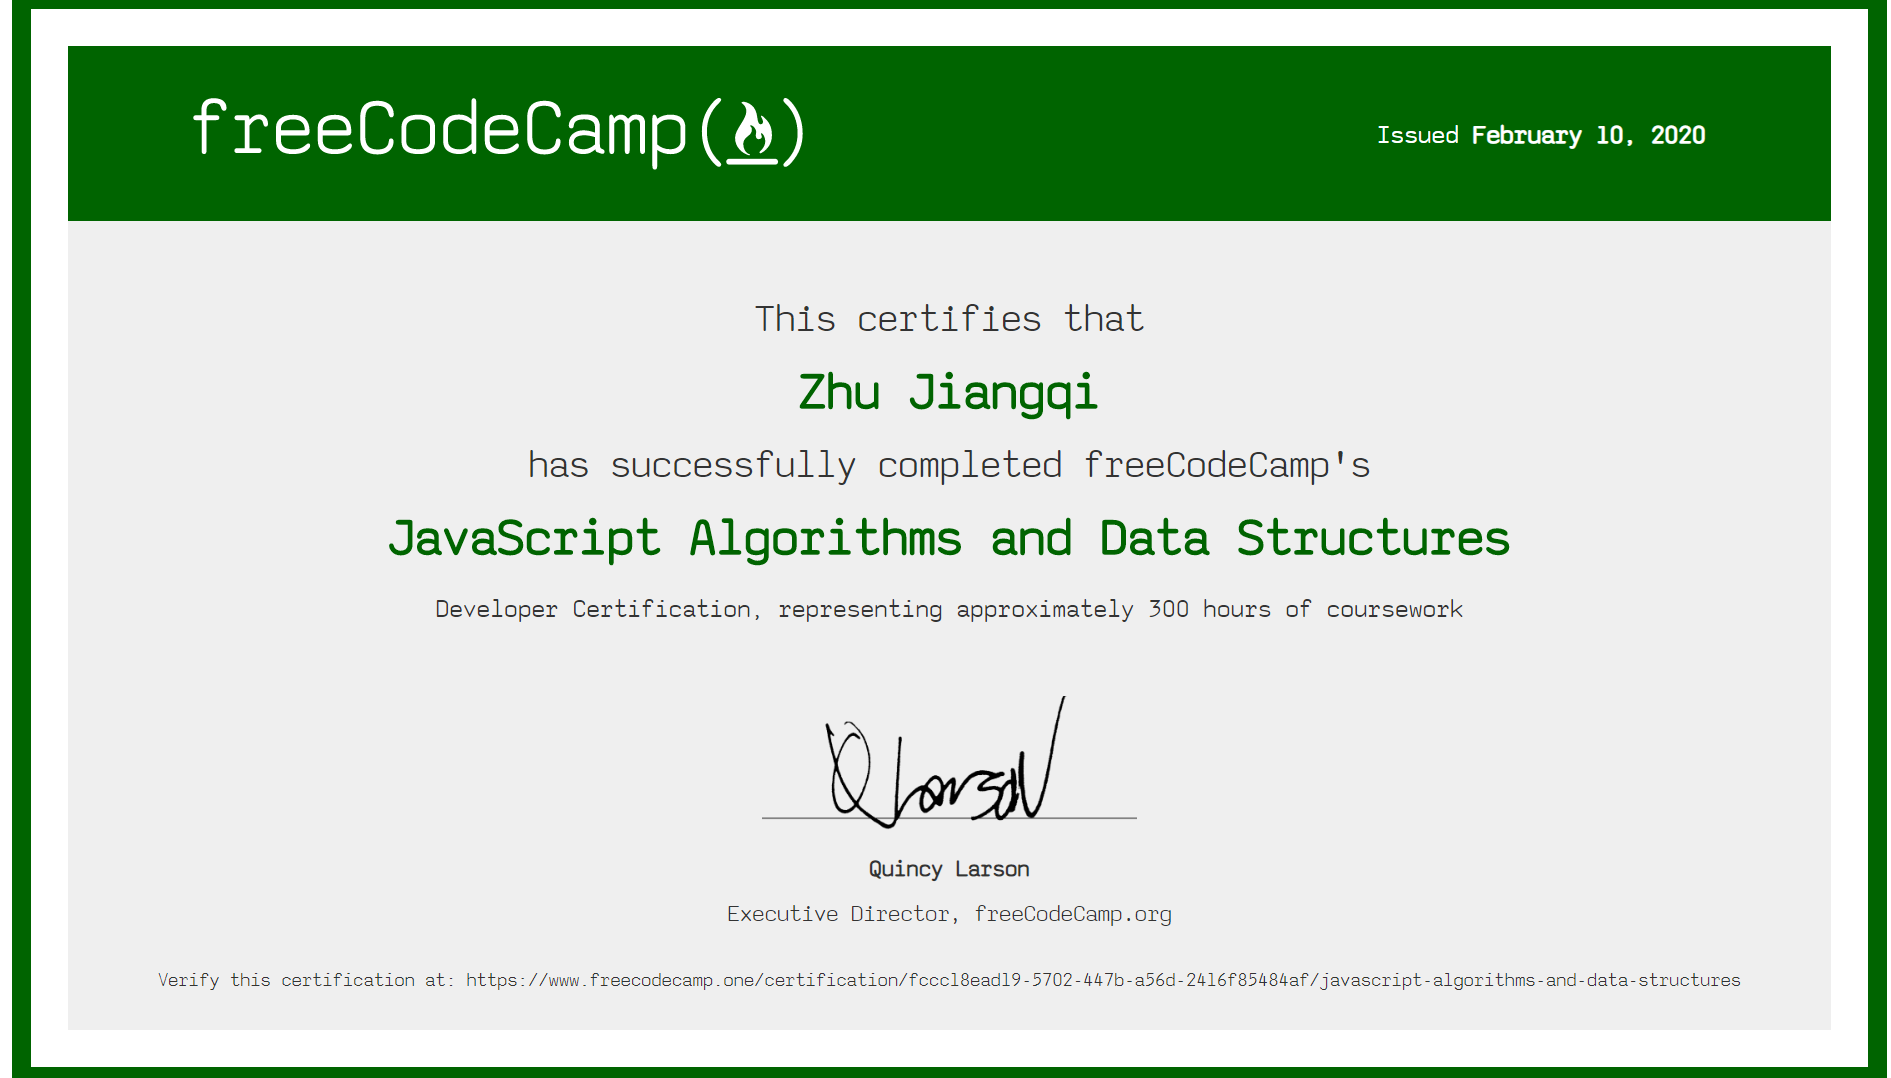 freeCodeCamp(🔥)
Issued February 10, 2020
This certifies that
Zhu Jiangqi
has successfully completed freeCodeCamp's
JavaScript Algorithms and Data Structures
Developer Certification, representing approximately 300 hours of coursework
Q Larson
Quincy Larson
Executive Director, freeCodeCamp.org
Verify this certification at: https://www.freecodecamp.one/certification/fccc18ead19-5702-447b-a56d-2416f85484af/javascript-algorithms-and-data-structures